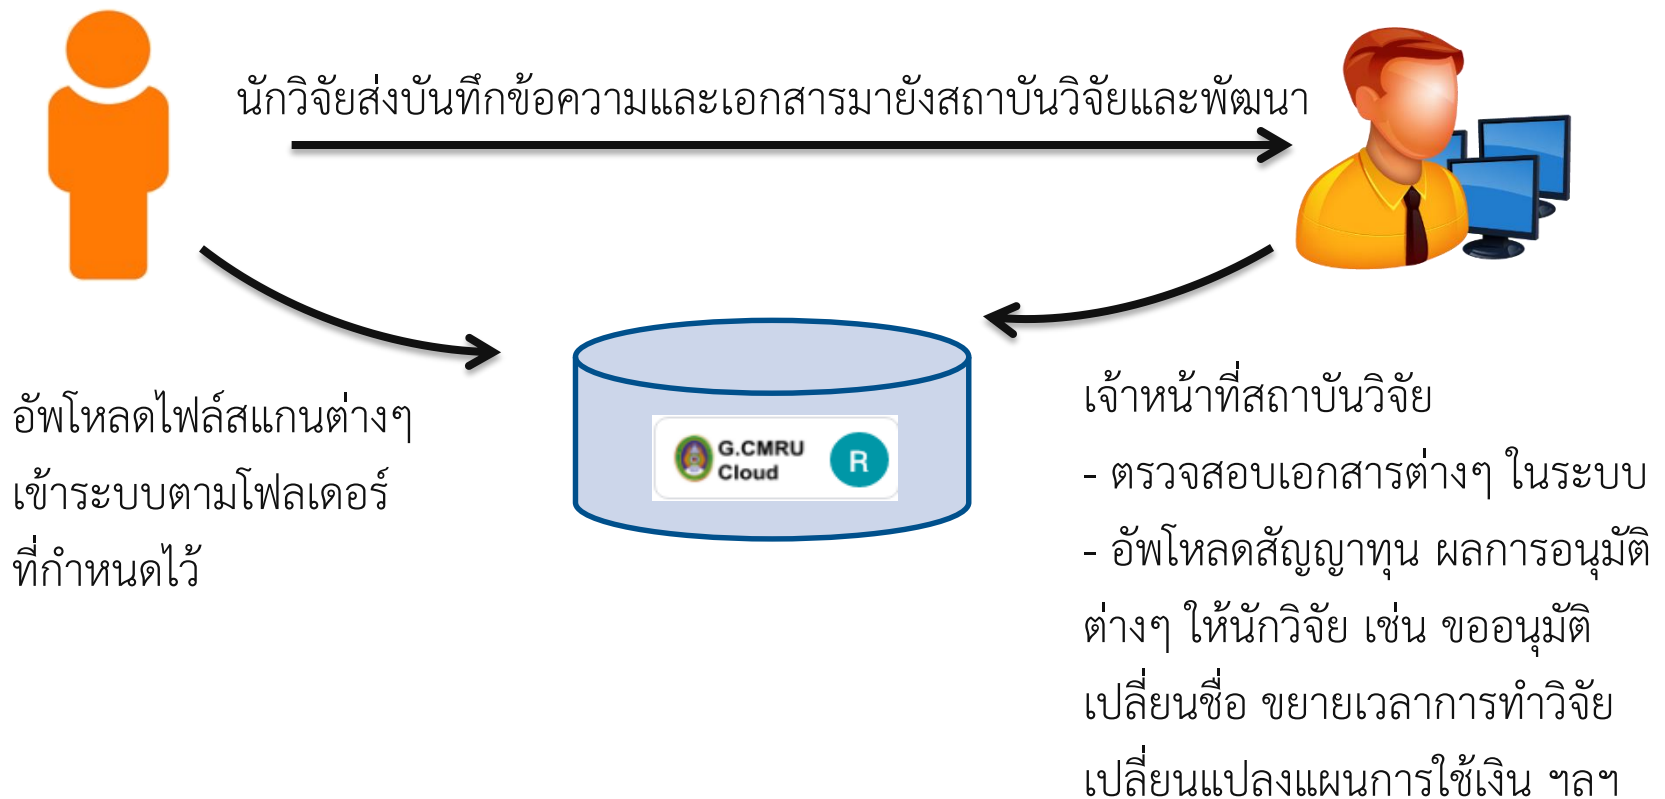 นักวิจัยส่งบันทึกข้อความและเอกสารมายังสถาบันวิจัยและพัฒนา
อัพโหลดไฟล์สแกนต่างๆ
เข้าระบบตามโฟลเดอร์
ที่กำหนดไว้
G.CMRU
Cloud
R
เจ้าหน้าที่สถาบันวิจัย
- ตรวจสอบเอกสารต่างๆ ในระบบ
- อัพโหลดสัญญาทุน ผลการอนุมัติ
ต่างๆ ให้นักวิจัย เช่น ขออนุมัติ
เปลี่ยนชื่อ ขยายเวลาการทำวิจัย
เปลี่ยนแปลงแผนการใช้เงิน ฯลฯ